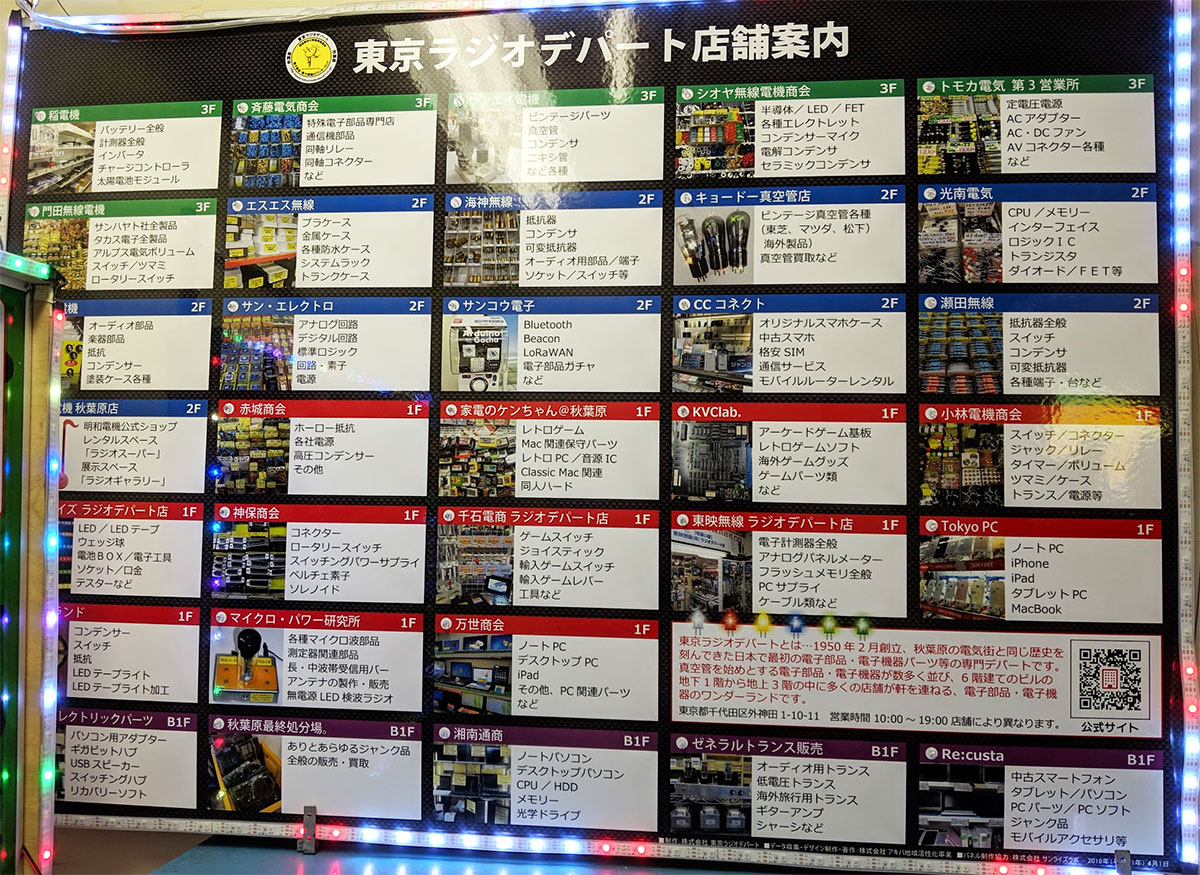 東京ラジオデパート店舗案内
稲電機 3F
バッテリー全般
計測器全般
インバータ
チャージコントローラ
太陽電池モジュール
斉藤電気商会 3F
特殊電子部品専門店
通信機部品
同軸リレー
同軸コネクター
など
サンエイ電機 3F
ビンテージパーツ
真空管
コンデンサ
ニキシ管
など各種
シオヤ無線電機商会 3F
半導体/LED/FET
各種エレクトレット
コンデンサーマイク
電解コンデンサ
セラミックコンデンサ
トモカ電気 第3営業所 3F
定電圧電源
ACアダプター
AC・DCファン
AVコネクター各種
など
門田無線電機 3F
サンハヤト社全製品
タカス電子全製品
アルプス電気ボリューム
スイッチ/ツマミ
ロータリースイッチ
エスエス無線 2F
プラケース
金属ケース
各種防水ケース
システムラック
トランクケース
海神無線 2F
抵抗器
コンデンサ
可変抵抗器
オーディオ用部品/端子
ソケット/スイッチ等
キョードー真空管店 2F
ビンテージ真空管各種
(東芝、マツダ、松下)
海外製品)
真空管買取など
光南電気 2F
CPU/メモリー
インターフェイス
ロジックIC
トランジスタ
ダイオード/FET等
電機 2F
オーディオ部品
楽器部品
抵抗
コンデンサー
塗装ケース各種
サン・エレクトロ 2F
アナログ回路
デジタル回路
標準ロジック
回路・素子
電源
サンコウ電子 2F
Bluetooth
Beacon
LoRaWAN
電子部品ガチャ
など
CCコネクト 2F
オリジナルスマホケース
中古スマホ
格安SIM
通信サービス
モバイルルーターレンタル
瀬田無線 2F
抵抗器全般
スイッチ
コンデンサ
可変抵抗器
各種端子・台など
機 秋葉原店 2F
明和電機公式ショップ
レンタルスペース
「ラジオスーパー」
展示スペース
「ラジオギャラリー」
赤城商会 1F
ホーロー抵抗
各社電源
高圧コンデンサー
その他
家電のケンちゃん@秋葉原 1F
レトロゲーム
Mac関連保守パーツ
レトロPC/音源IC
Classic Mac関連
同人ハード
KVClab. 1F
アーケードゲーム基板
レトロゲームソフト
海外ゲームグッズ
ゲームパーツ類
など
小林電機商会 1F
スイッチ/コネクター
ジャック/リレー
タイマー/ボリューム
ツマミ/ケース
トランス/電源等
イズ ラジオデパート店 1F
LED/LEDテープ
ウェッジ球
電池BOX/電子工具
ソケット/口金
テスターなど
神保商会 1F
コネクター
ロータリースイッチ
スイッチングパワーサプライ
ペルチェ素子
ソレノイド
千石電商 ラジオデパート店 1F
ゲームスイッチ
ジョイスティック
輸入ゲームスイッチ
輸入ゲームレバー
工具など
東映無線 ラジオデパート店 1F
電子計測器全般
アナログパネルメーター
フラッシュメモリ全般
PCサプライ
ケーブル類など
Tokyo PC 1F
ノートPC
iPhone
iPad
タブレットPC
MacBook
ランド 1F
コンデンサー
スイッチ
抵抗
LEDテープライト
LEDテープライト加工
マイクロ・パワー研究所 1F
各種マイクロ波部品
測定器関連部品
長・中波帯受信用バー
アンテナの製作・販売
無電源LED検波ラジオ
万世商会 1F
ノートPC
デスクトップPC
iPad
その他、PC関連パーツ
など
東京ラジオデパートとは…1950年2月創立、秋葉原の電気街と同じ歴史を
刻んできた日本で最初の電子部品・電子機器パーツ等の専門デパートです。
真空管を始めとする電子部品・電子機器が数多く並び、6階建てのビルの
地下1階から地上3階の中に多くの店舗が軒を連ねる、電子部品・電子機
器のワンダーランドです。
東京都千代田区外神田1-10-11 営業時間10:00～19:00 店舗により異なります。
公式サイト
レクトリックパーツ B1F
パソコン用アダプター
ギガビットハブ
USBスピーカー
スイッチングハブ
リカバリーソフト
秋葉原最終処分場。 B1F
ありとあらゆるジャンク品
全般の販売・買取
湘南通商 B1F
ノートパソコン
デスクトップパソコン
CPU/HDD
メモリー
光学ドライブ
ゼネラルトランス販売 B1F
オーディオ用トランス
低電圧トランス
海外旅行用トランス
ギターアンプ
シャーシなど
Re:custa B1F
中古スマートフォン
タブレット/パソコン
PCパーツ/PCソフト
ジャンク品
モバイルアクセサリ等
■制作:株式会社 東京ラジオデパート ■データ収集・デザイン制作・著作:株式会社 アキバ地域活性化事業 ■パネル制作協力:株式会社 サンライズラボ